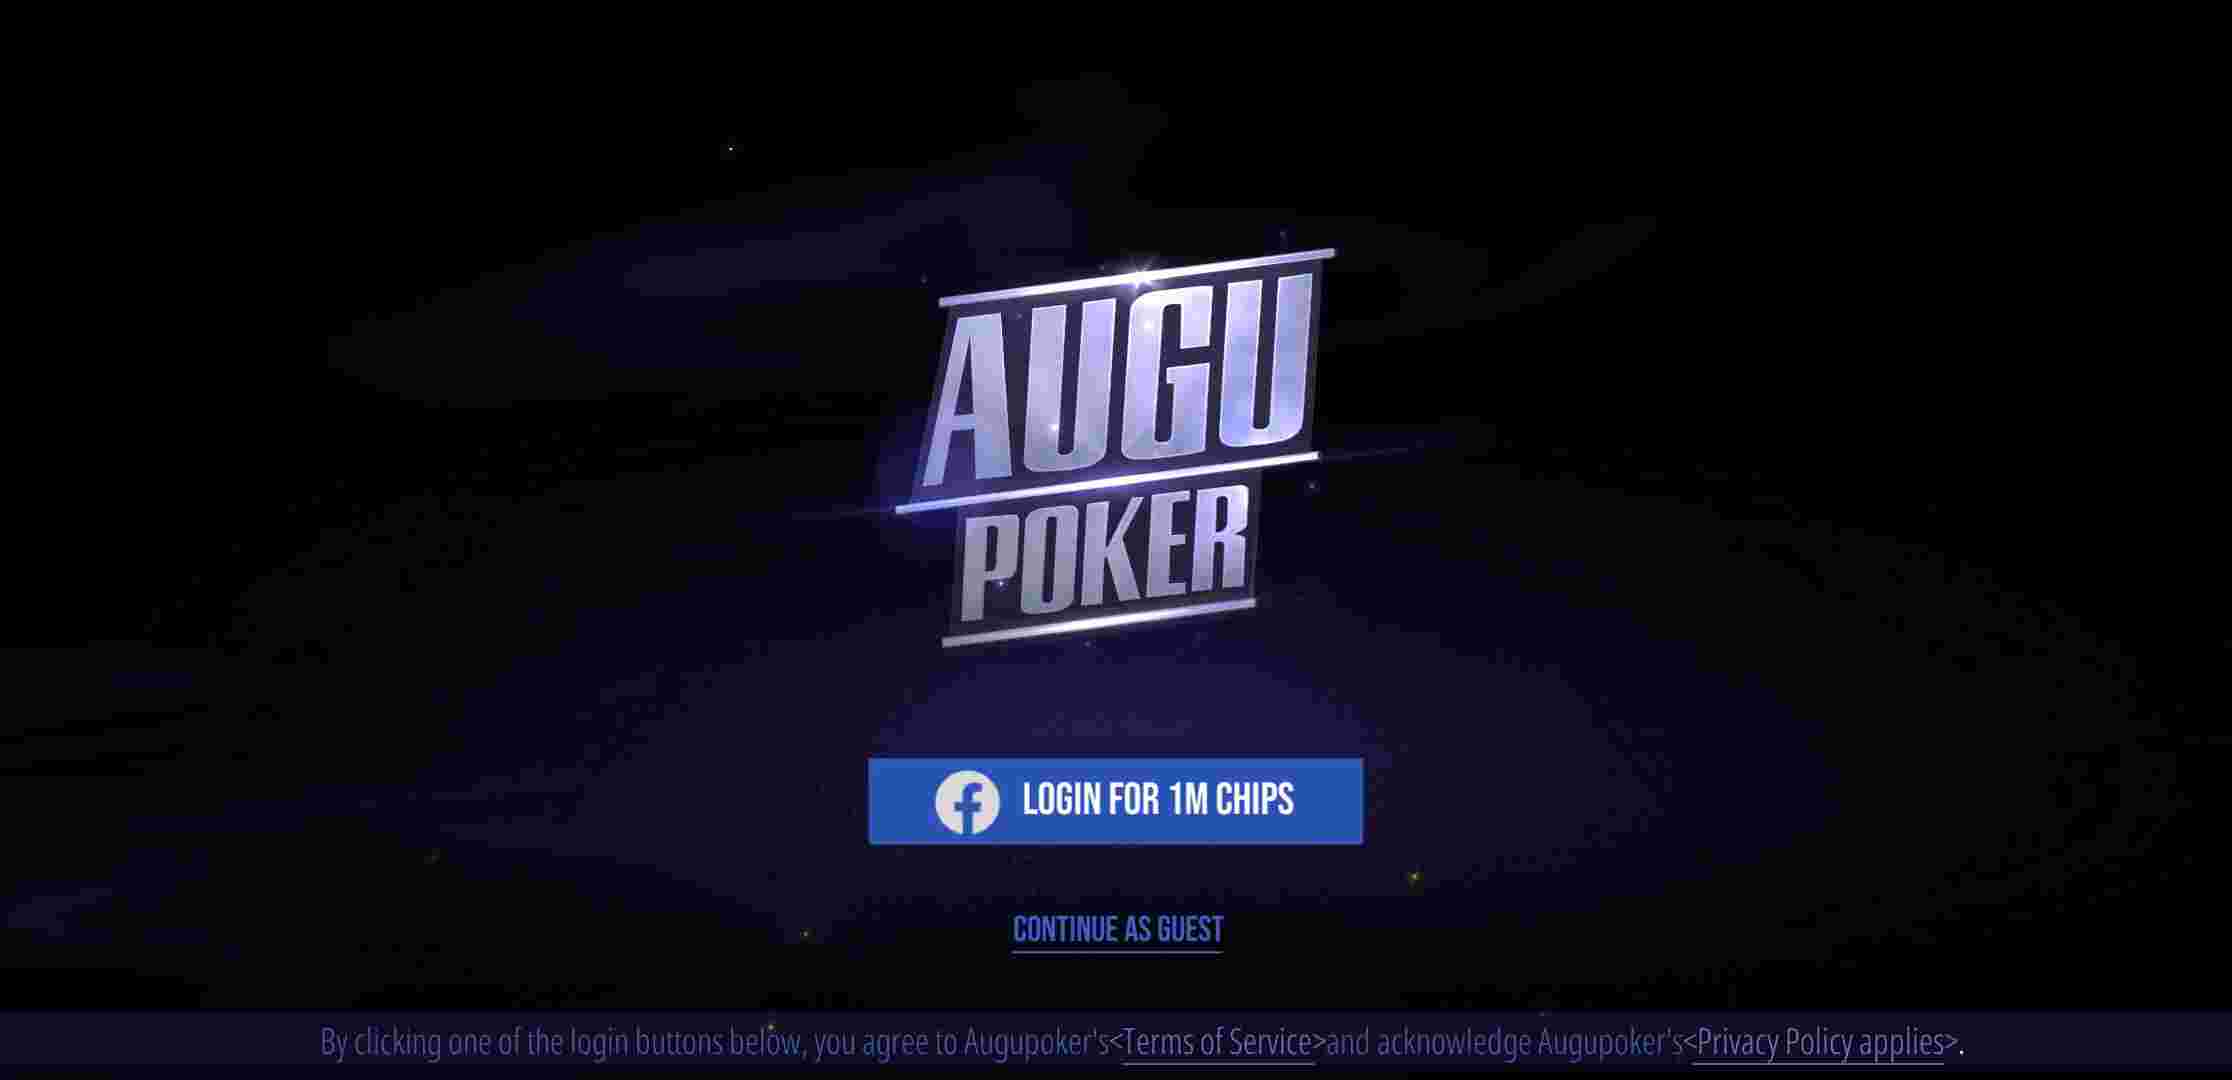 AUGU
POKER
LOGIN FOR 1M CHIPS
CONTINUE AS GUEST
By clicking one of the login buttons below, you agree to Augupoker's<Terms of Service>and acknowledge Augupoker's<Privacy Policy applies>.